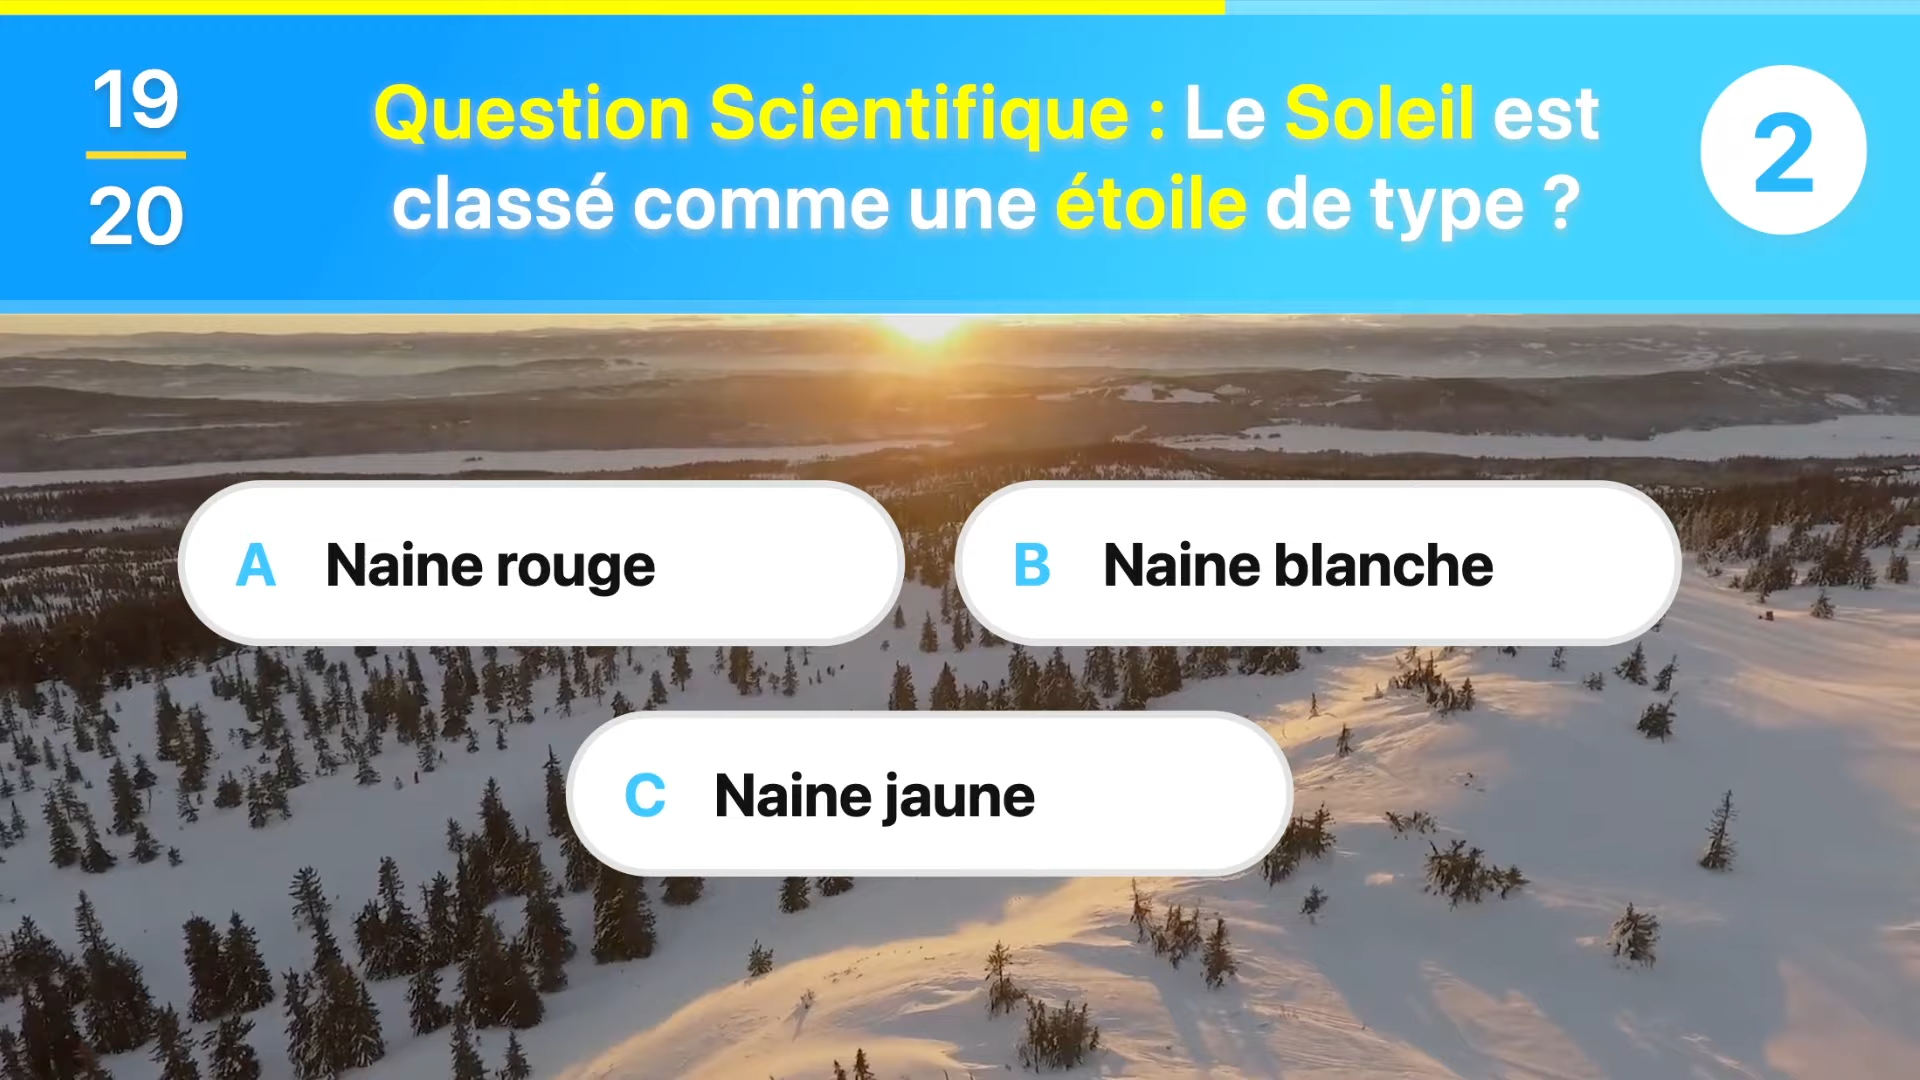 19
20
Question Scientifique : Le Soleil est
classé comme une étoile de type ?
2
A Naine rouge
B Naine blanche
C Naine jaune